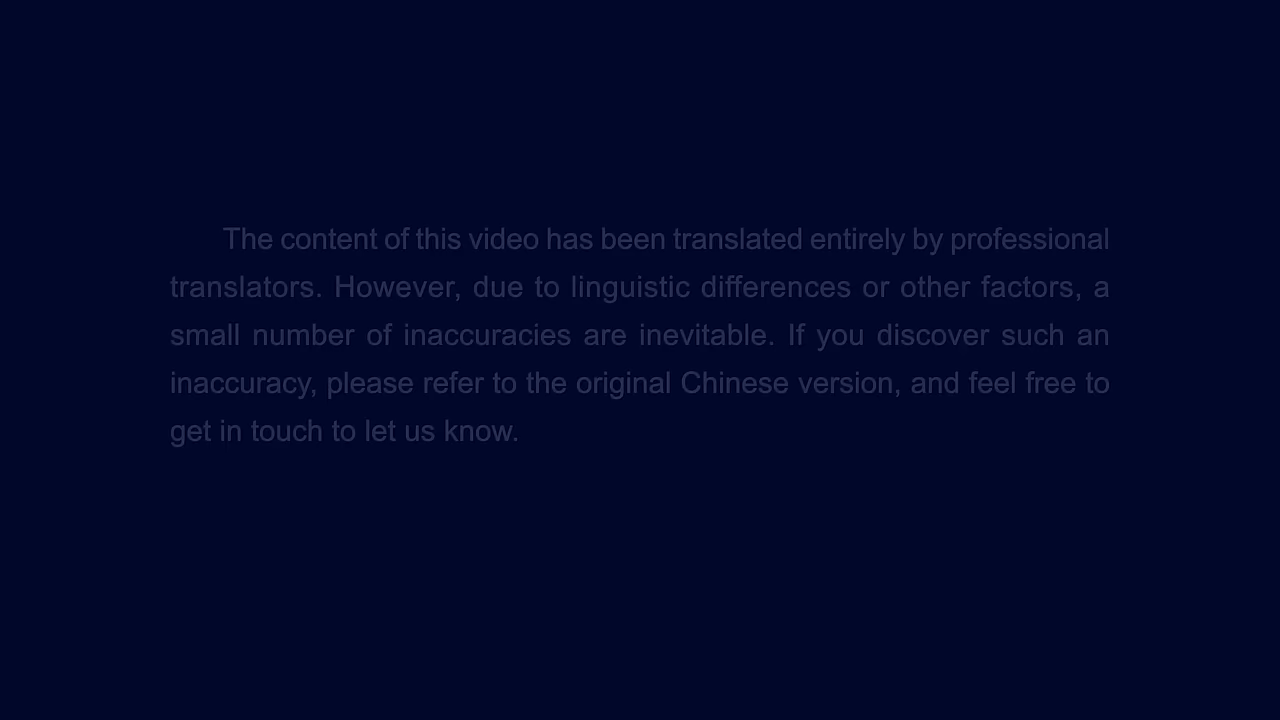 The content of this video has been translated entirely by professional
translators. However, due to linguistic differences or other factors, a
small number of inaccuracies are inevitable. If you discover such an
inaccuracy, please refer to the original Chinese version, and feel free to
get in touch to let us know.